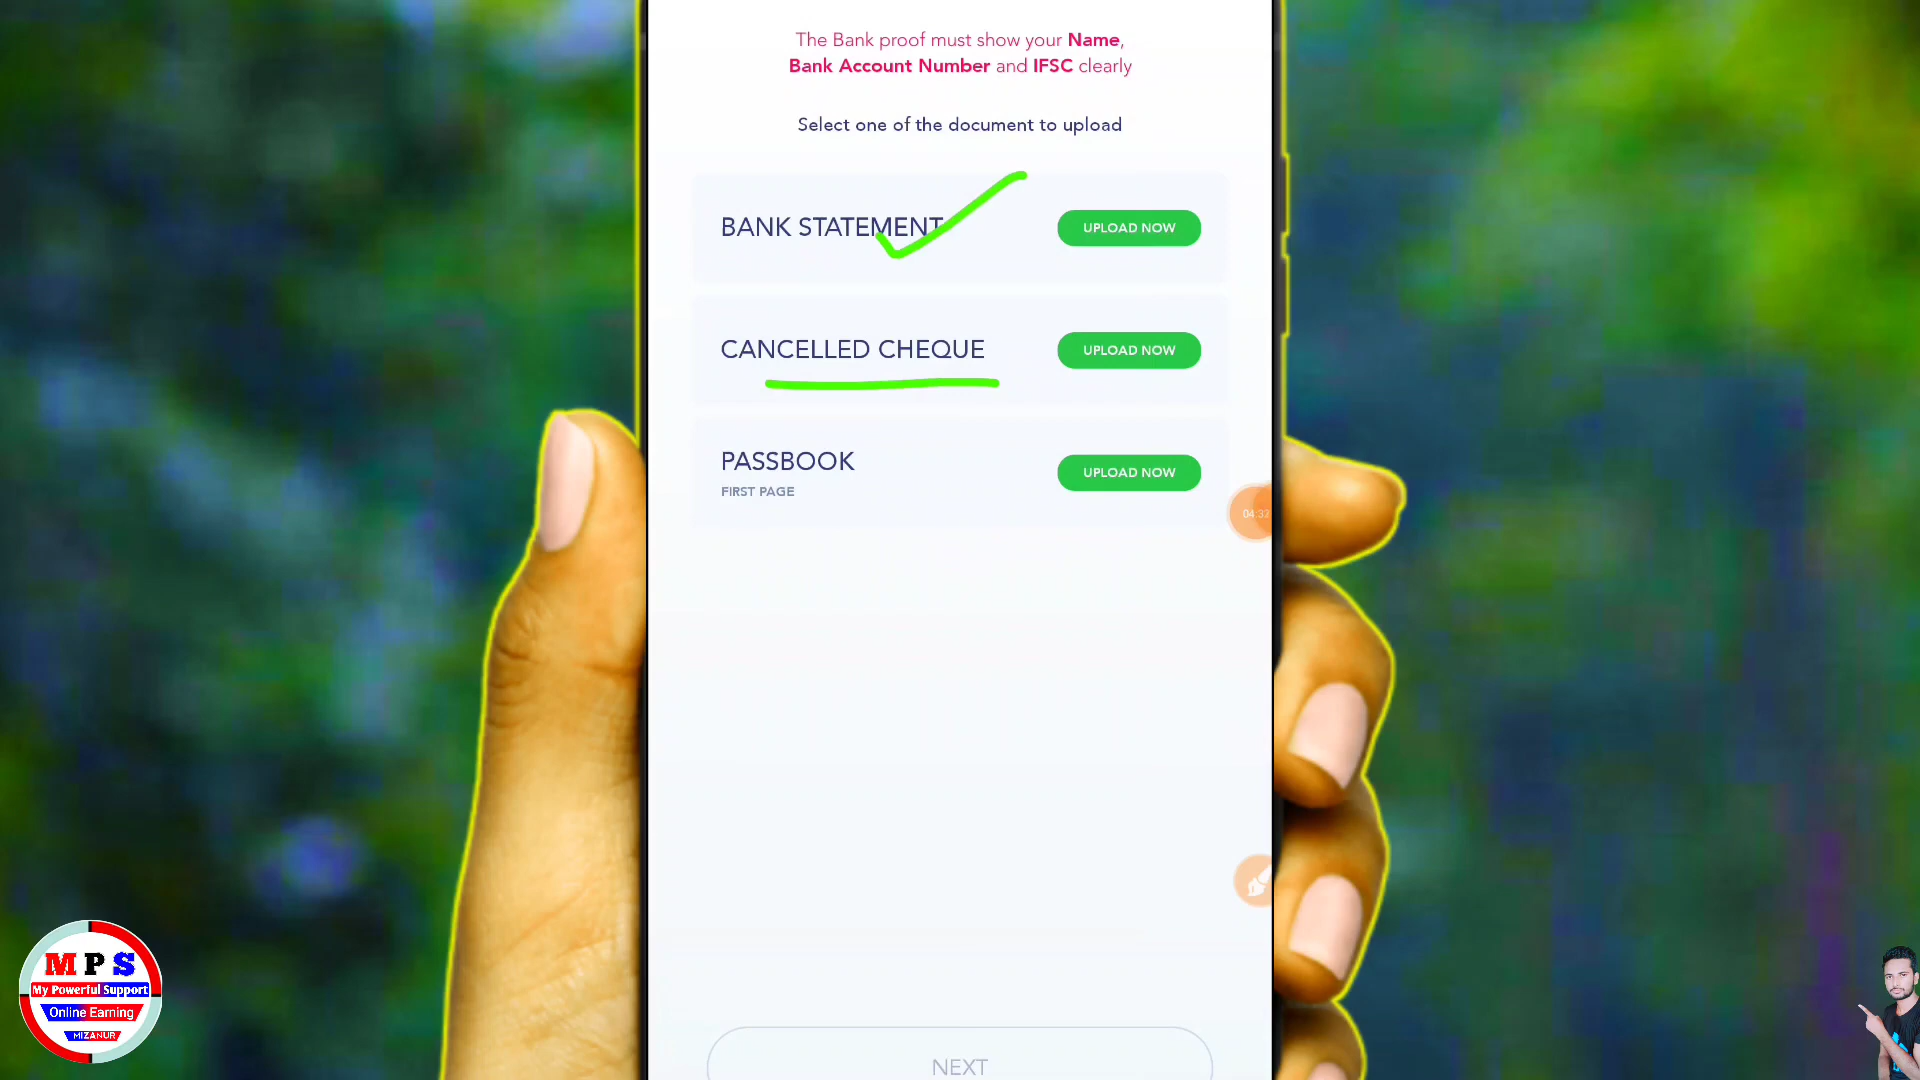 The Bank proof must show your Name,
Bank Account Number and IFSC clearly
Select one of the document to upload
BANK STATEMENT
UPLOAD NOW
CANCELLED CHEQUE
UPLOAD NOW
PASSBOOK
FIRST PAGE
UPLOAD NOW
04:32
NEXT
M P S
My Powerful Support
Online Earning
MIZANUR